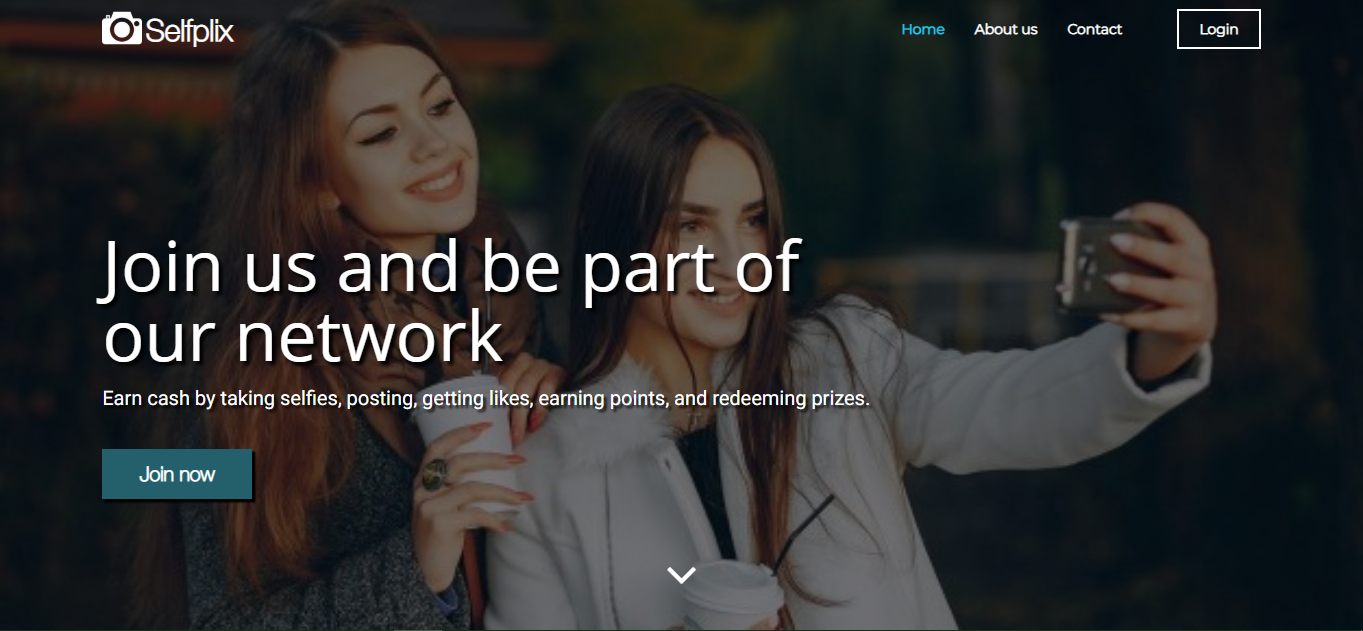 Selfplix
Home About us Contact Login
Join us and be part of
our network
Earn cash by taking selfies, posting, getting likes, earning points, and redeeming prizes.
Join now